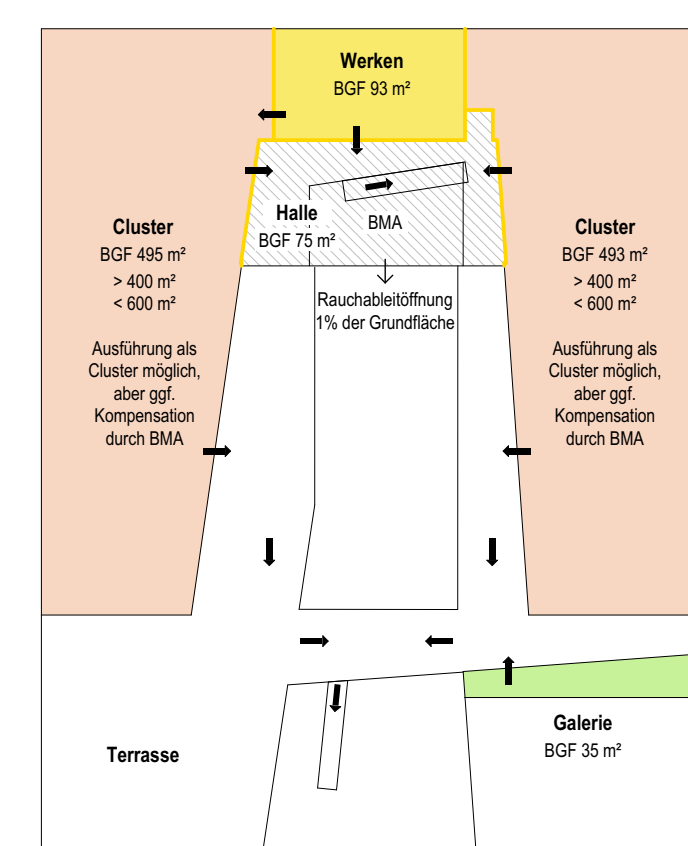 Werken
BGF 93 m²
Halle
BGF 75 m²
BMA
Rauchableitöffnung
1% der Grundfläche
Cluster
BGF 495 m²
> 400 m²
< 600 m²
Ausführung als
Cluster möglich,
aber ggf.
Kompensation
durch BMA
Cluster
BGF 493 m²
> 400 m²
< 600 m²
Ausführung als
Cluster möglich,
aber ggf.
Kompensation
durch BMA
Terrasse
Galerie
BGF 35 m²